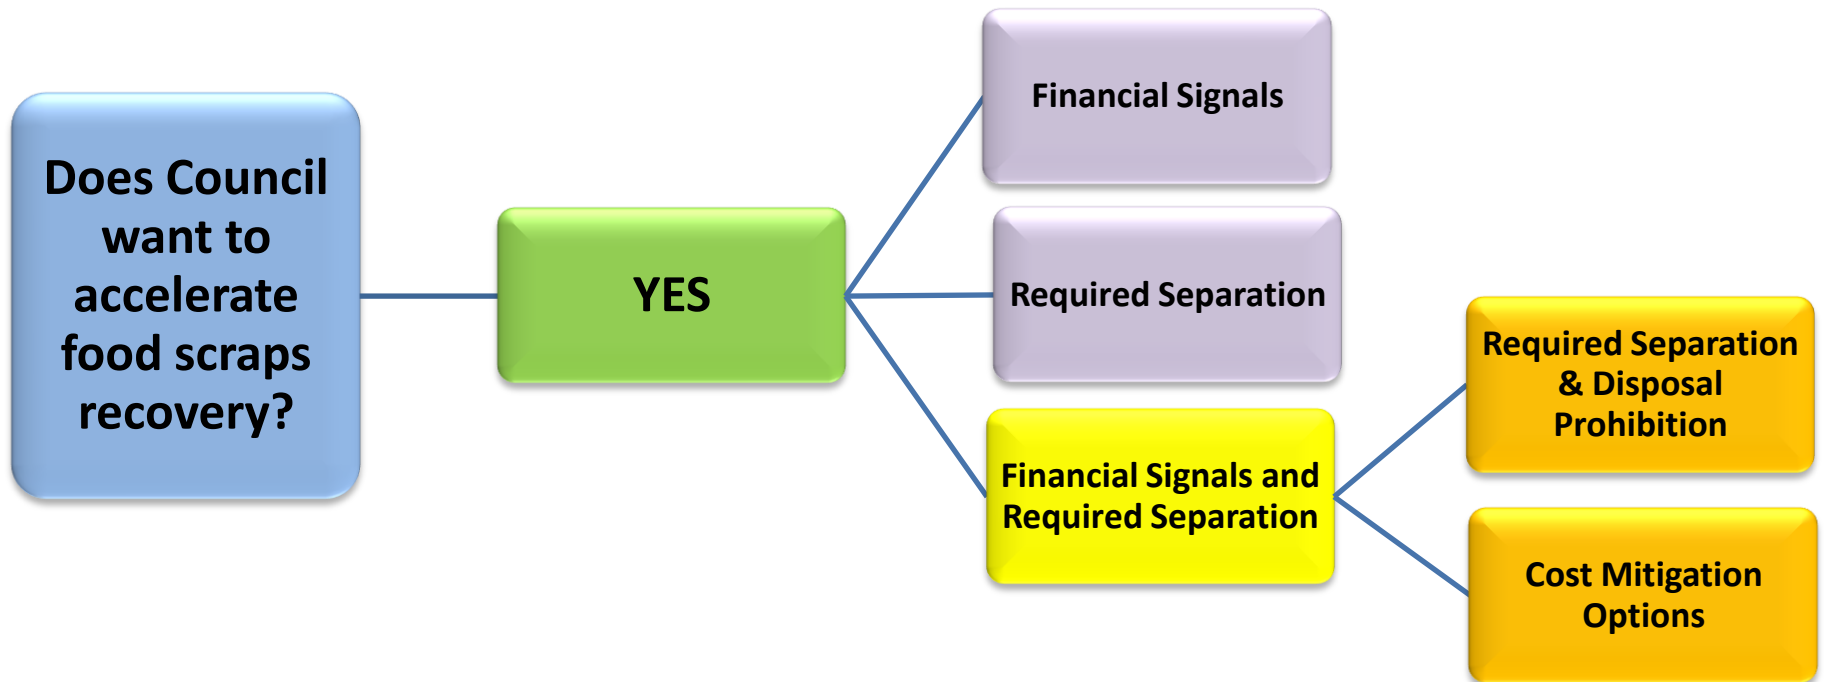 Does Council
want to
accelerate
food scraps
recovery?
YES
Financial Signals
Required Separation
Financial Signals and
Required Separation
Required Separation
& Disposal
Prohibition
Cost Mitigation
Options